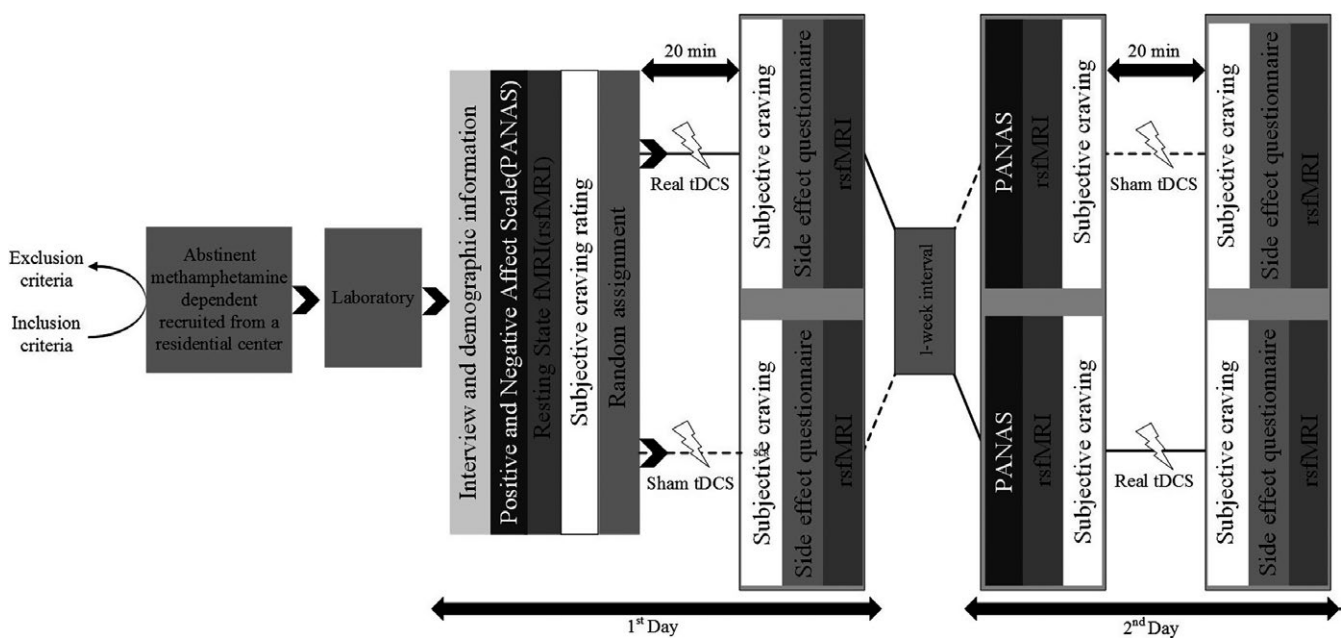 Exclusion
criteria
Inclusion
criteria
Abstinent
methamphetamine
dependent
recruited from a
residential center
Laboratory
Interview and demographic information
Positive and Negative Affect Scale(PANAS)
Resting State fMRI(rsfMRI)
Subjective craving rating
Random assignment
20 min
Real tDCS
Sham tDCS
Subjective craving
Side effect questionnaire
rsfMRI
Subjective craving
Side effect questionnaire
rsfMRI
1-week interval
PANAS
rsfMRI
Subjective craving
PANAS
rsfMRI
Subjective craving
20 min
Sham tDCS
Real tDCS
Subjective craving
Side effect questionnaire
rsfMRI
Subjective craving
Side effect questionnaire
rsfMRI
1st Day
2nd Day